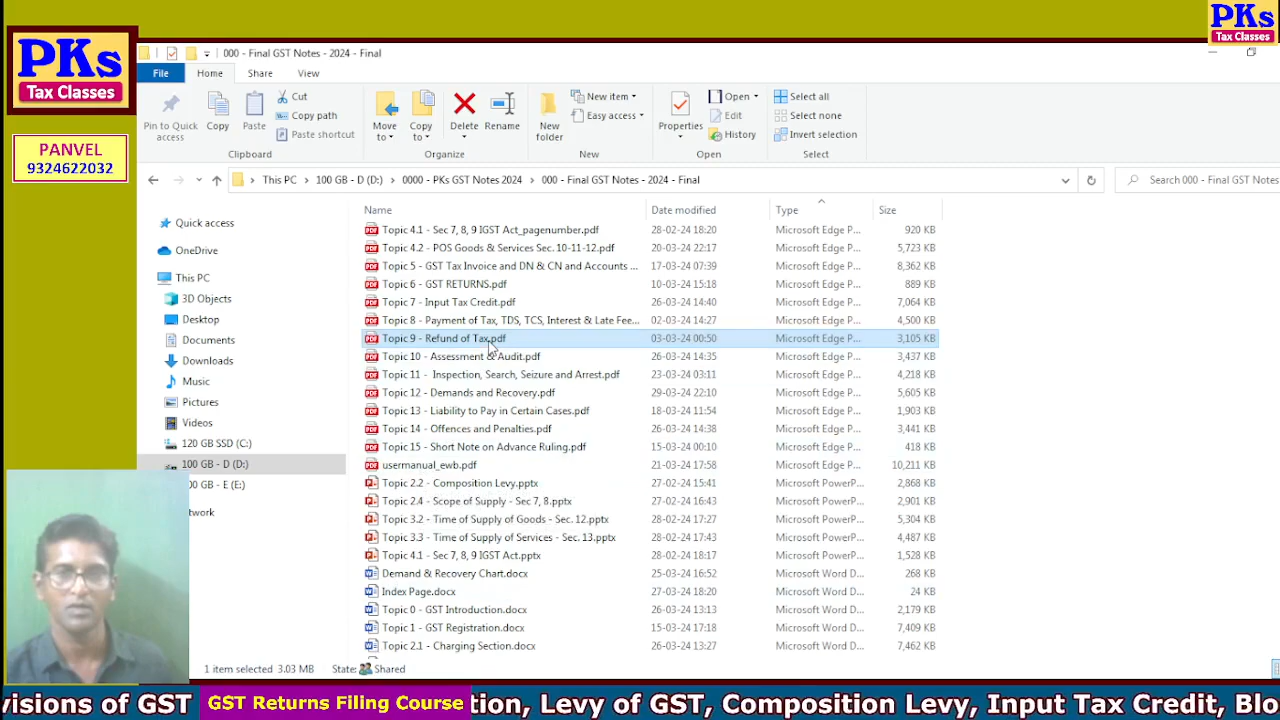 PKs
Tax Classes
PANVEL
9324622032
PKs
Tax Classes
000 - Final GST Notes - 2024 - Final
File
Home
Share
View
Pin to Quick access
Copy
Paste
Cut
Copy path
Paste shortcut
Clipboard
Move to
Copy to
Delete
Rename
Organize
New folder
New item
Easy access
New
Properties
Open
Edit
History
Open
Select all
Select none
Invert selection
Select
This PC > 100 GB - D (D:) > 0000 - PKs GST Notes 2024 > 000 - Final GST Notes - 2024 - Final
Search 000 - Final GST Notes
Quick access
OneDrive
This PC
3D Objects
Desktop
Documents
Downloads
Music
Pictures
Videos
120 GB SSD (C:)
100 GB - D (D:)
00 GB - E (E:)
twork
Name Date modified Type Size
Topic 4.1 - Sec 7, 8, 9 IGST Act_pagenumber.pdf 28-02-24 18:20 Microsoft Edge P... 920 KB
Topic 4.2 - POS Goods & Services Sec. 10-11-12.pdf 20-03-24 22:17 Microsoft Edge P... 5,723 KB
Topic 5 - GST Tax Invoice and DN & CN and Accounts ... 17-03-24 07:39 Microsoft Edge P... 8,362 KB
Topic 6 - GST RETURNS.pdf 10-03-24 15:18 Microsoft Edge P... 889 KB
Topic 7 - Input Tax Credit.pdf 26-03-24 14:40 Microsoft Edge P... 7,064 KB
Topic 8 - Payment of Tax, TDS, TCS, Interest & Late Fee... 02-03-24 14:27 Microsoft Edge P... 4,500 KB
Topic 9 - Refund of Tax.pdf 03-03-24 00:50 Microsoft Edge P... 3,105 KB
Topic 10 - Assessment & Audit.pdf 26-03-24 14:35 Microsoft Edge P... 3,437 KB
Topic 11 - Inspection, Search, Seizure and Arrest.pdf 23-03-24 03:11 Microsoft Edge P... 4,218 KB
Topic 12 - Demands and Recovery.pdf 29-03-24 22:10 Microsoft Edge P... 5,605 KB
Topic 13 - Liability to Pay in Certain Cases.pdf 18-03-24 11:54 Microsoft Edge P... 1,903 KB
Topic 14 - Offences and Penalties.pdf 26-03-24 14:38 Microsoft Edge P... 3,441 KB
Topic 15 - Short Note on Advance Ruling.pdf 15-03-24 00:10 Microsoft Edge P... 418 KB
usermanual_ewb.pdf 21-03-24 17:58 Microsoft Edge P... 10,211 KB
Topic 2.2 - Composition Levy.pptx 27-02-24 15:41 Microsoft PowerP... 2,868 KB
Topic 2.4 - Scope of Supply - Sec 7, 8.pptx 27-02-24 16:43 Microsoft PowerP... 2,901 KB
Topic 3.2 - Time of Supply of Goods - Sec. 12.pptx 28-02-24 17:27 Microsoft PowerP... 5,304 KB
Topic 3.3 - Time of Supply of Services - Sec. 13.pptx 28-02-24 17:43 Microsoft PowerP... 4,487 KB
Topic 4.1 - Sec 7, 8, 9 IGST Act.pptx 28-02-24 18:17 Microsoft PowerP... 1,528 KB
Demand & Recovery Chart.docx 25-03-24 16:52 Microsoft Word D... 268 KB
Index Page.docx 27-03-24 18:20 Microsoft Word D... 24 KB
Topic 0 - GST Introduction.docx 26-03-24 13:13 Microsoft Word D... 2,179 KB
Topic 1 - GST Registration.docx 15-03-24 17:18 Microsoft Word D... 7,409 KB
Topic 2.1 - Charging Section.docx 26-03-24 13:27 Microsoft Word D... 7,462 KB
1 item selected 3.03 MB State: Shared
visions of GST GST Returns Filing Course tion, Levy of GST, Composition Levy, Input Tax Credit, Blo